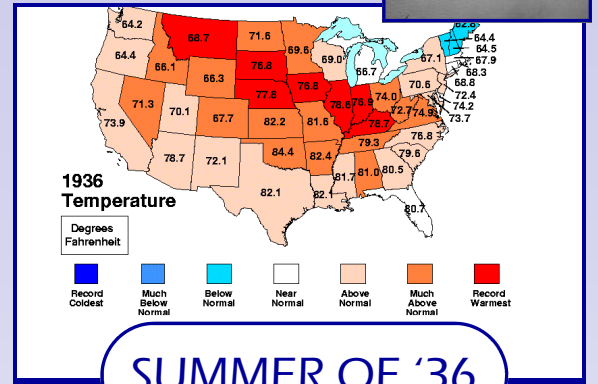 62.8
64.2
64.4
64.5
67.9
68.3
68.8
72.4
74.2
73.7
68.7
71.6
69.6
64.4
66.1
76.8
69.0
66.7
67.1
66.3
77.8
76.8
70.6
71.3
70.1
67.7
82.2
81.6
78.6
76.9
74.0
72.7
74.9
73.9
78.7
79.3
76.8
78.7
72.1
84.4
82.4
79.6
82.1
82.1
81.7
81.0
80.5
80.7
1936
Temperature
Degrees
Fahrenheit
Record
Coldest
Much
Below
Normal
Below
Normal
Near
Normal
Above
Normal
Much
Above
Normal
Record
Warmest
SUMMER OF ‘36